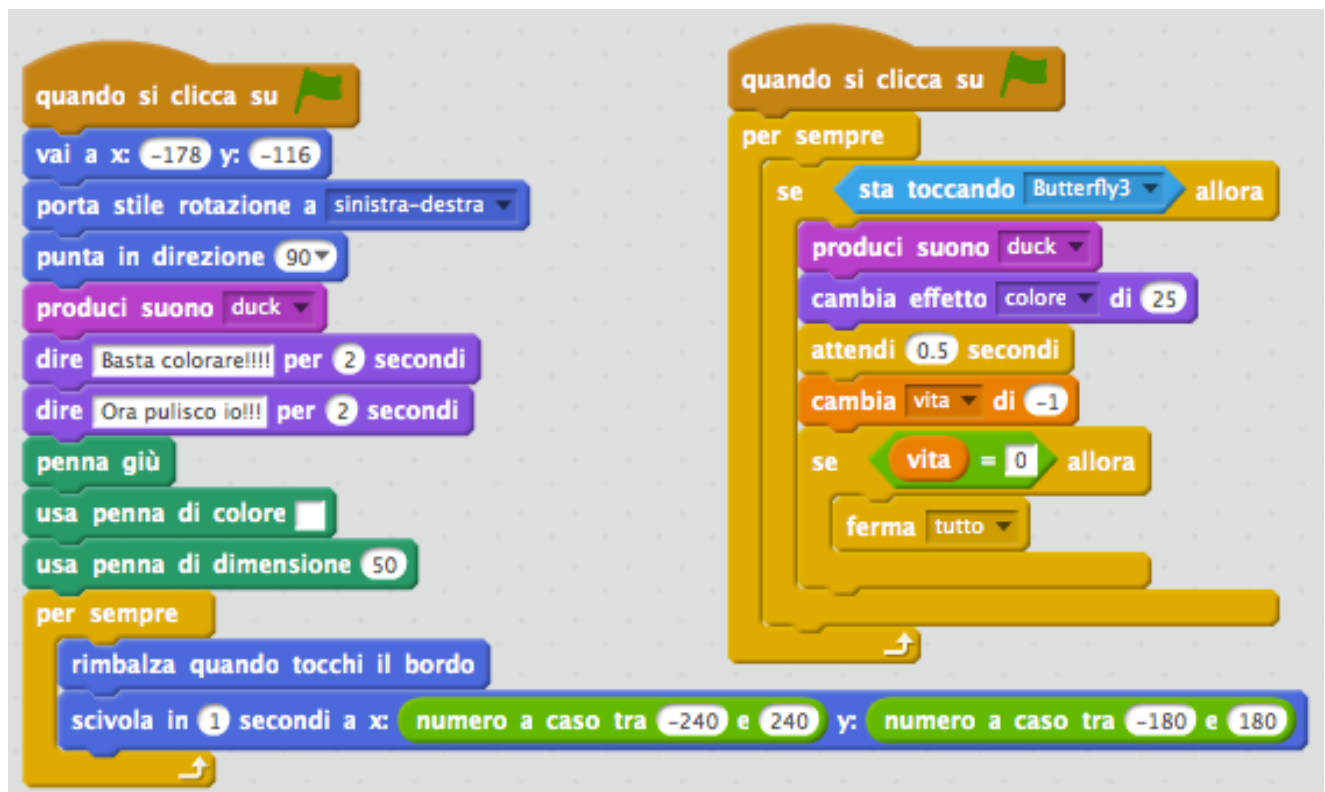 quando si clicca su
vai a x: -178 y: -116
porta stile rotazione a sinistra-destra
punta in direzione 90
produci suono duck
dire Basta colorare!!!! per 2 secondi
dire Ora pulisco io!!! per 2 secondi
penna giù
usa penna di colore
usa penna di dimensione 50
per sempre
rimbalza quando tocchi il bordo
scivola in 1 secondi a x: numero a caso tra -240 e 240 y: numero a caso tra -180 e 180
quando si clicca su
per sempre
se sta toccando Butterfly3 allora
produci suono duck
cambia effetto colore di 25
attendi 0.5 secondi
cambia vita di -1
se vita = 0 allora
ferma tutto